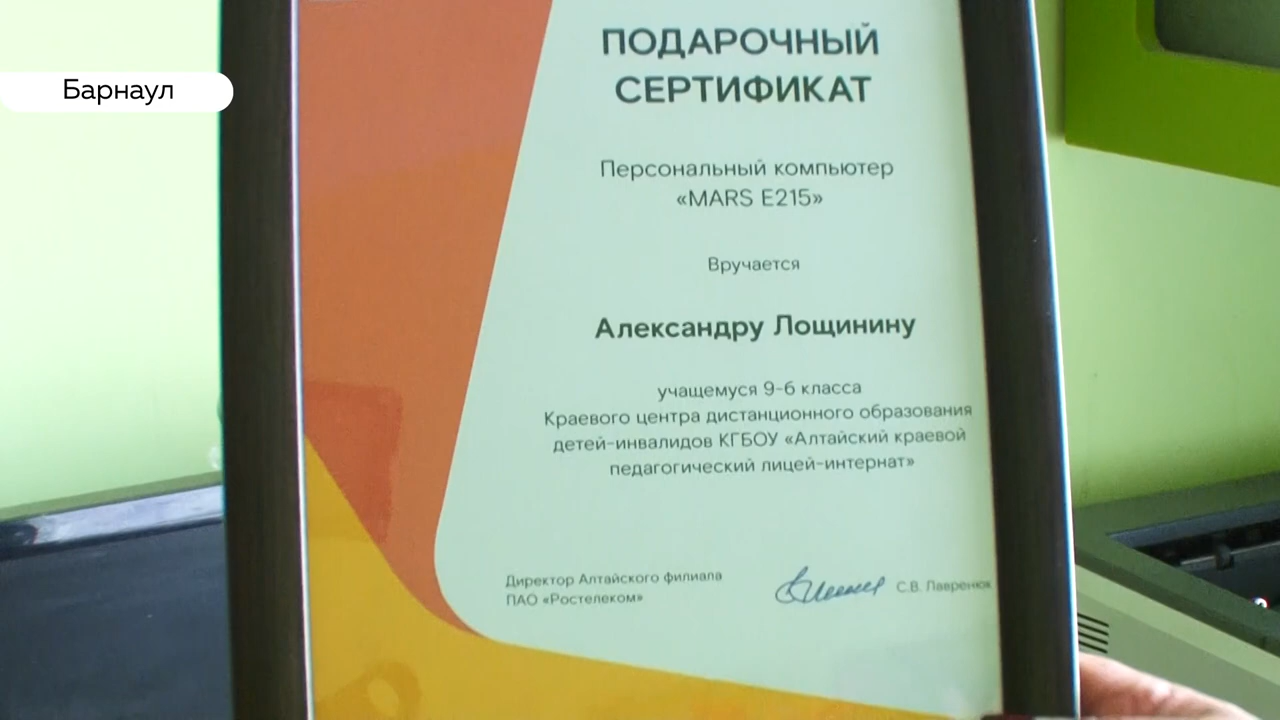 Барнаул
ПОДАРОЧНЫЙ
СЕРТИФИКАТ
Персональный компьютер
«MARS E215»
Вручается
Александру Лощинину
учащемуся 9-б класса
Краевого центра дистанционного образования
детей-инвалидов КГБОУ «Алтайский краевой
педагогический лицей-интернат»
Директор Алтайского филиала
ПАО «Ростелеком»
С.В. Лавренюк